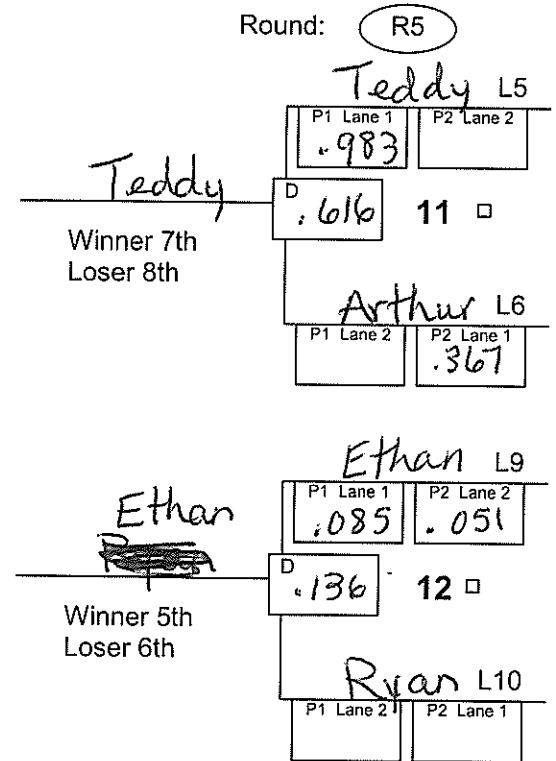 Round: R5
Teddy L5
P1 Lane 1 P2 Lane 2
.983
Teddy
D
.616 11
Winner 7th
Loser 8th
Arthur L6
P1 Lane 2 P2 Lane 1
.367
Ethan L9
P1 Lane 1 P2 Lane 2
.085 .051
Ethan
D
.136 12
Winner 5th
Loser 6th
Ryan L10
P1 Lane 2 P2 Lane 1